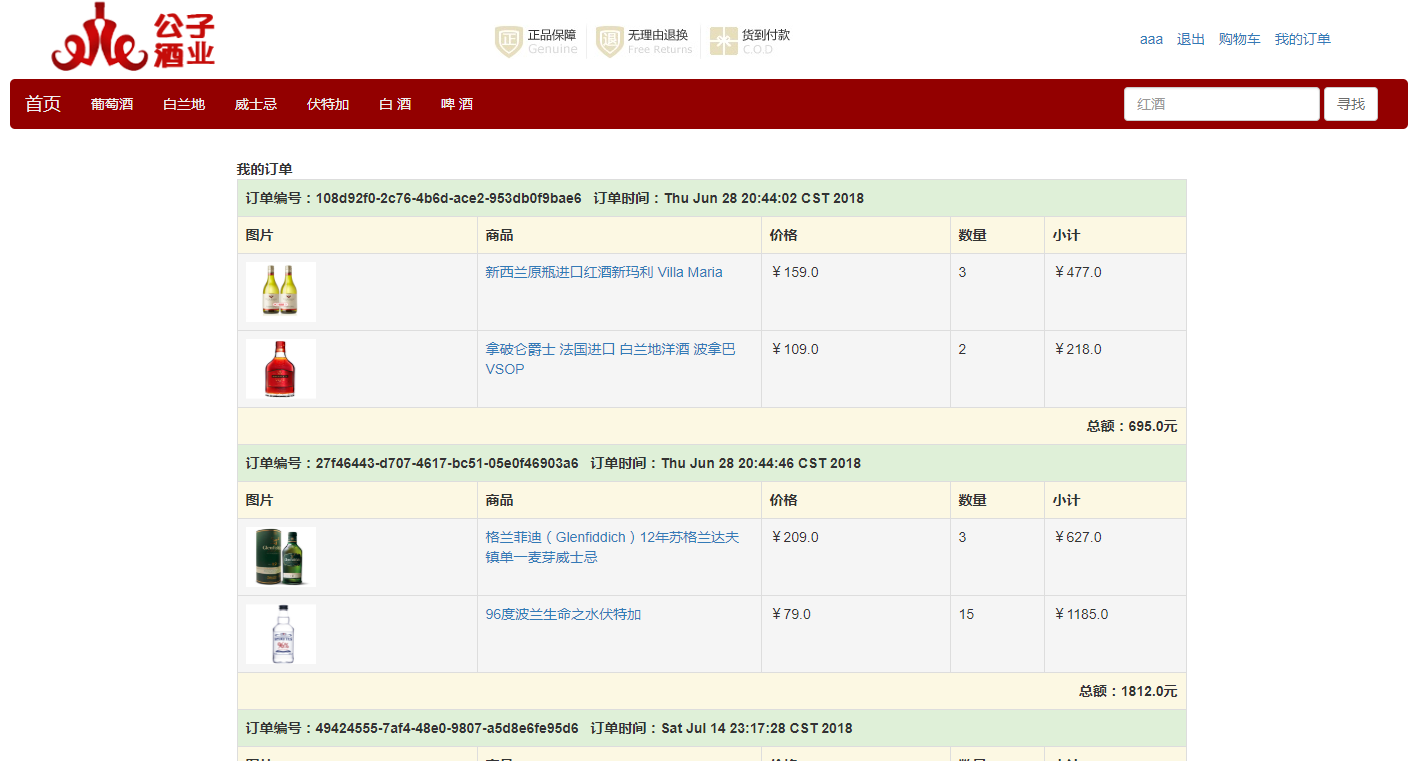 公子
酒业
正 正品保障
Genuine
退 无理由退换
Free Returns
货到付款
C.O.D
aaa 退出 购物车 我的订单
首页 葡萄酒 白兰地 威士忌 伏特加 白 酒 啤 酒 红酒 寻找
我的订单
订单编号：108d92f0-2c76-4b6d-ace2-953db0f9bae6 订单时间：Thu Jun 28 20:44:02 CST 2018
图片 商品 价格 数量 小计
新西兰原瓶进口红酒新玛利 Villa Maria ￥159.0 3 ￥477.0
拿破仑爵士 法国进口 白兰地洋酒 波拿巴 ￥109.0 2 ￥218.0
VSOP
总额：695.0元
订单编号：27f46443-d707-4617-bc51-05e0f46903a6 订单时间：Thu Jun 28 20:44:46 CST 2018
图片 商品 价格 数量 小计
格兰菲迪（Glenfiddich）12年苏格兰达夫 ￥209.0 3 ￥627.0
镇单一麦芽威士忌
96度波兰生命之水伏特加 ￥79.0 15 ￥1185.0
总额：1812.0元
订单编号：49424555-7af4-48e0-9807-a5d8e6fe95d6 订单时间：Sat Jul 14 23:17:28 CST 2018